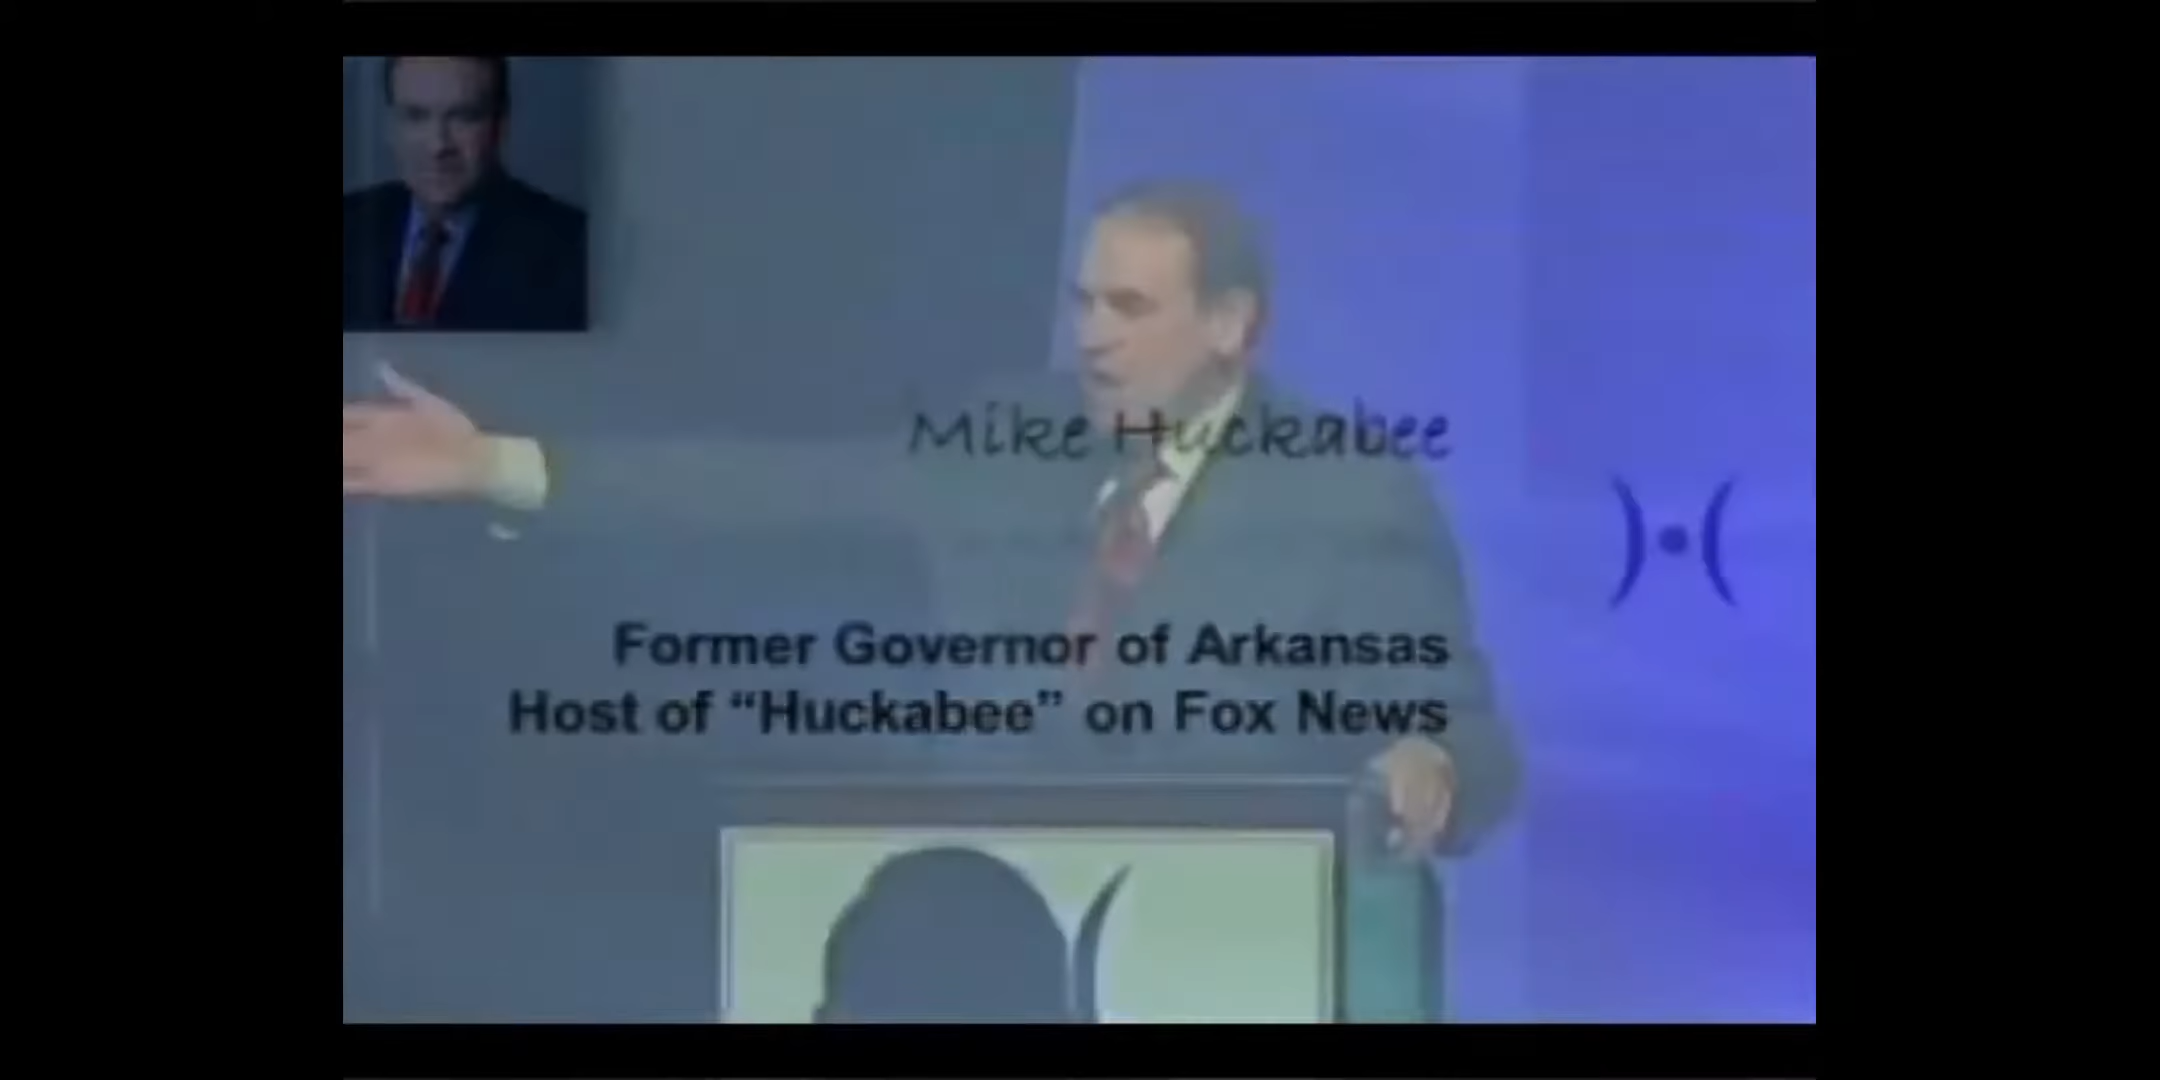 Mike Huckabee
Former Governor of Arkansas
Host of “Huckabee” on Fox News